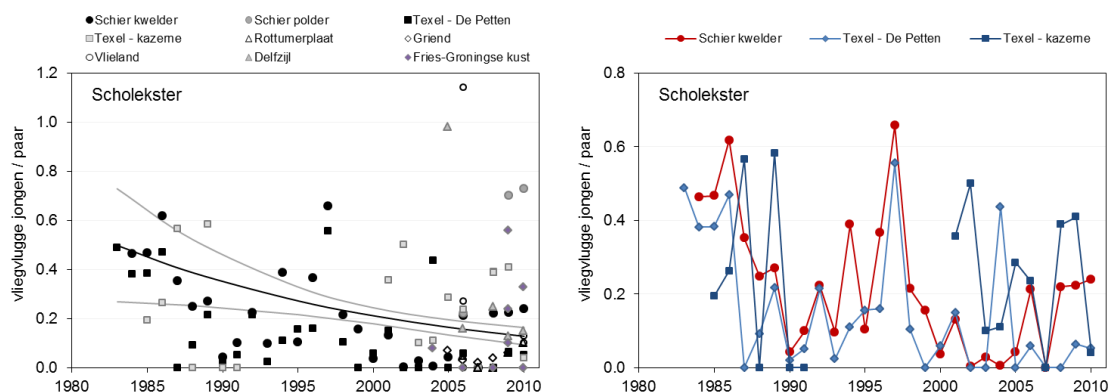 Schier kwelder Schier polder Texel - De Petten
Texel - kazerne Rottumerplaat Griend
Vlieland Delfzijl Fries-Groningse kust
1.2
1.0
0.8
0.6
0.4
0.2
0.0
vliegvlugge jongen / paar
Scholekster
1980 1985 1990 1995 2000 2005 2010
Schier kwelder Texel - De Petten Texel - kazerne
0.8
0.6
0.4
0.2
0.0
vliegvlugge jongen / paar
Scholekster
1980 1985 1990 1995 2000 2005 2010